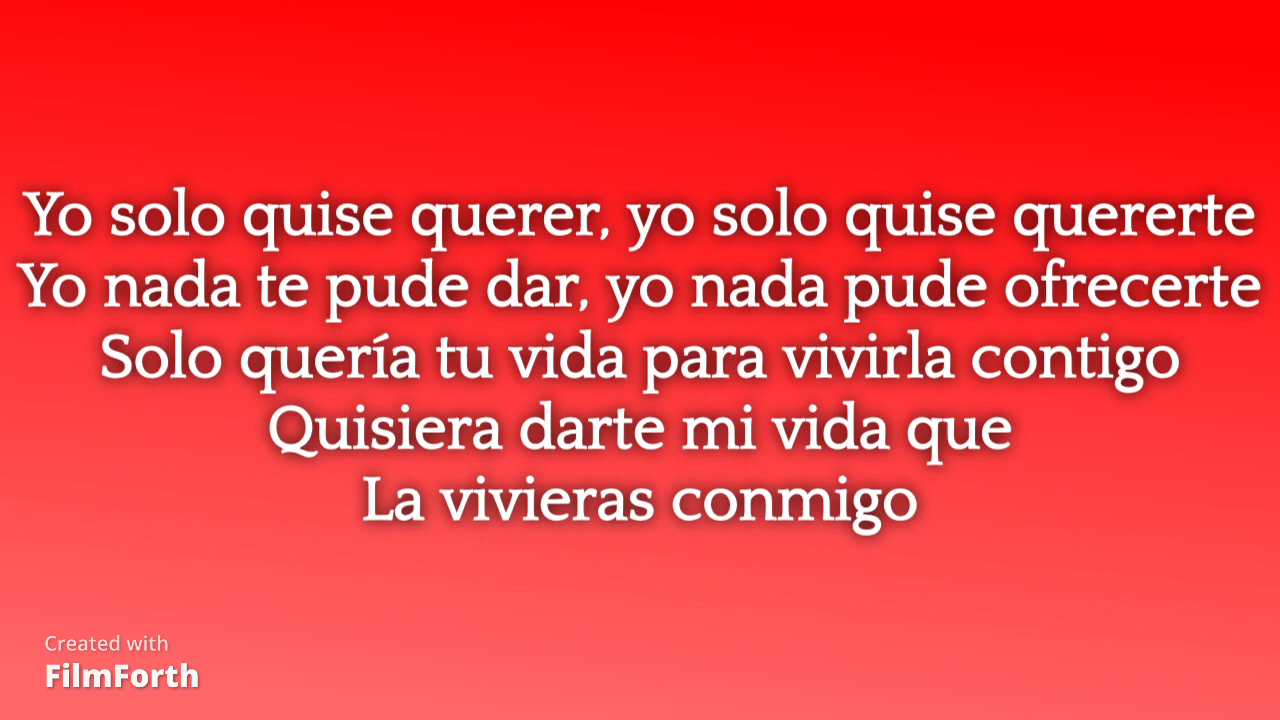 Yo solo quise querer, yo solo quise quererte
Yo nada te pude dar, yo nada pude ofrecerte
Solo quería tu vida para vivirla contigo
Quisiera darte mi vida que
La vivieras conmigo
Created with
FilmForth